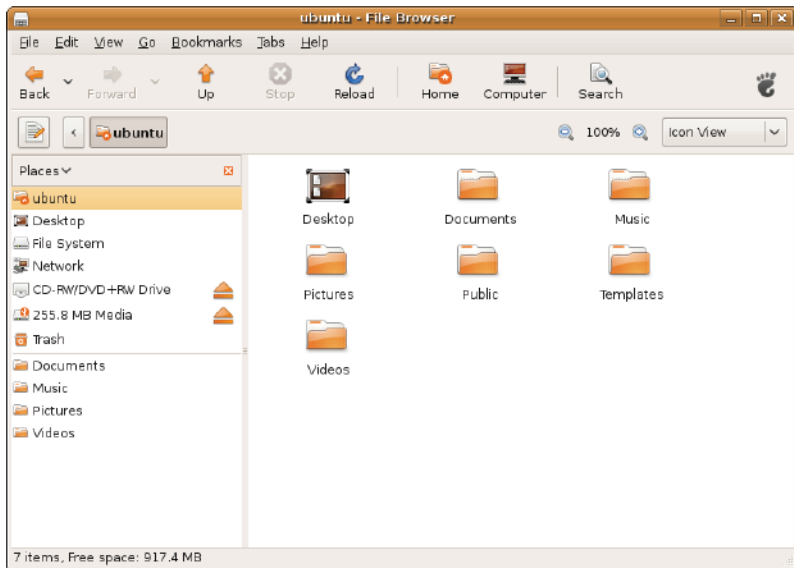 ubuntu - File Browser
File Edit View Go Bookmarks Tabs Help
Back Forward Up Stop Reload Home Computer Search
ubuntu 100% Icon View
Places
ubuntu
Desktop
File System
Network
CD-RW/DVD+RW Drive
255.8 MB Media
Trash
Documents
Music
Pictures
Videos
Desktop Documents Music
Pictures Public Templates
Videos
7 items, Free space: 917.4 MB